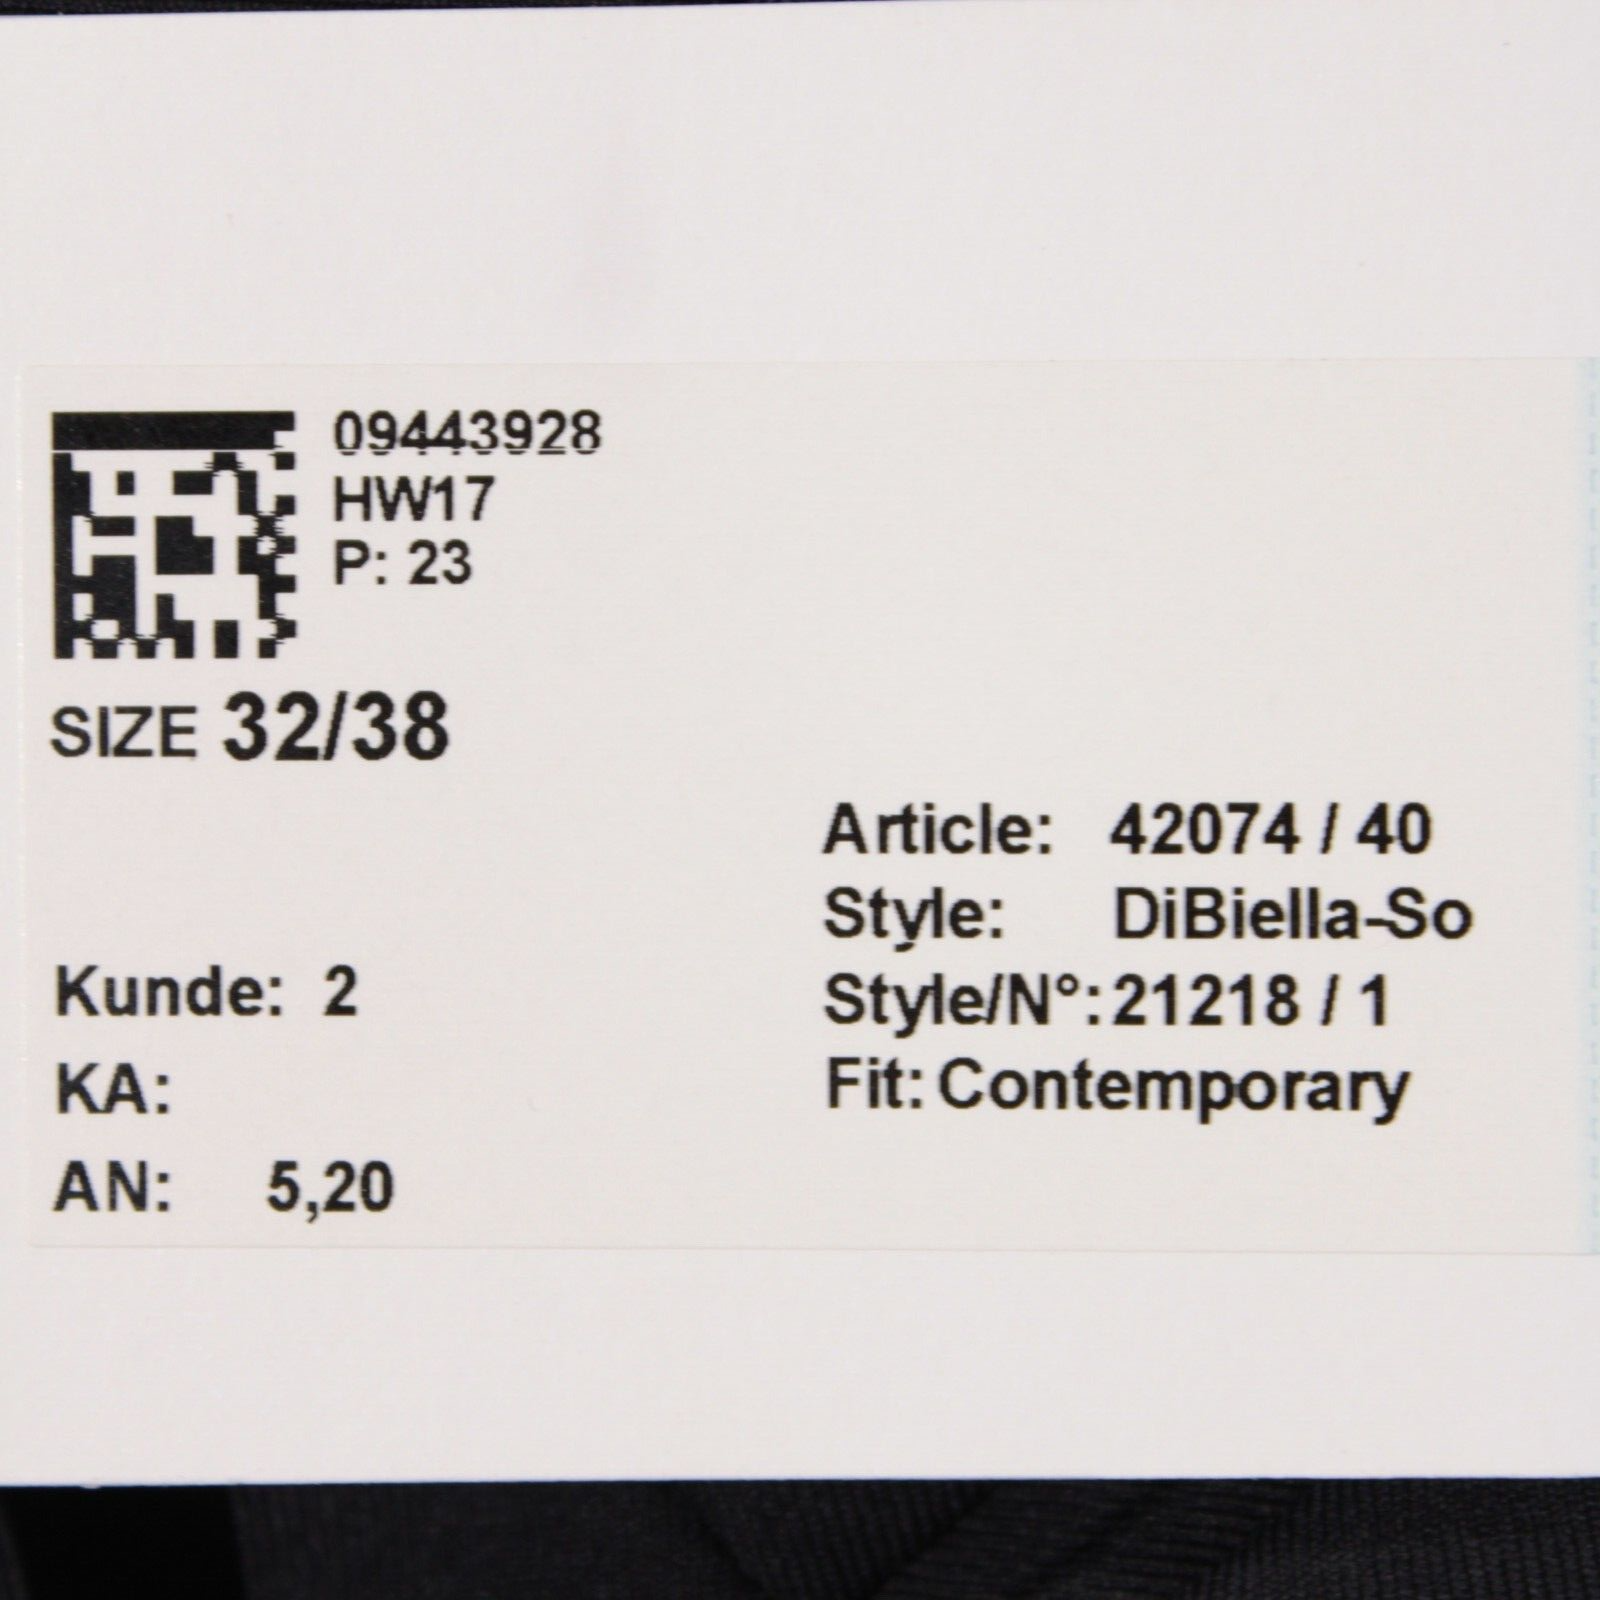 09443928
HW17
P: 23
SIZE 32/38
Article: 42074 / 40
Style: DiBiella-So
Style/N°: 21218 / 1
Fit: Contemporary
Kunde: 2
KA:
AN: 5,20